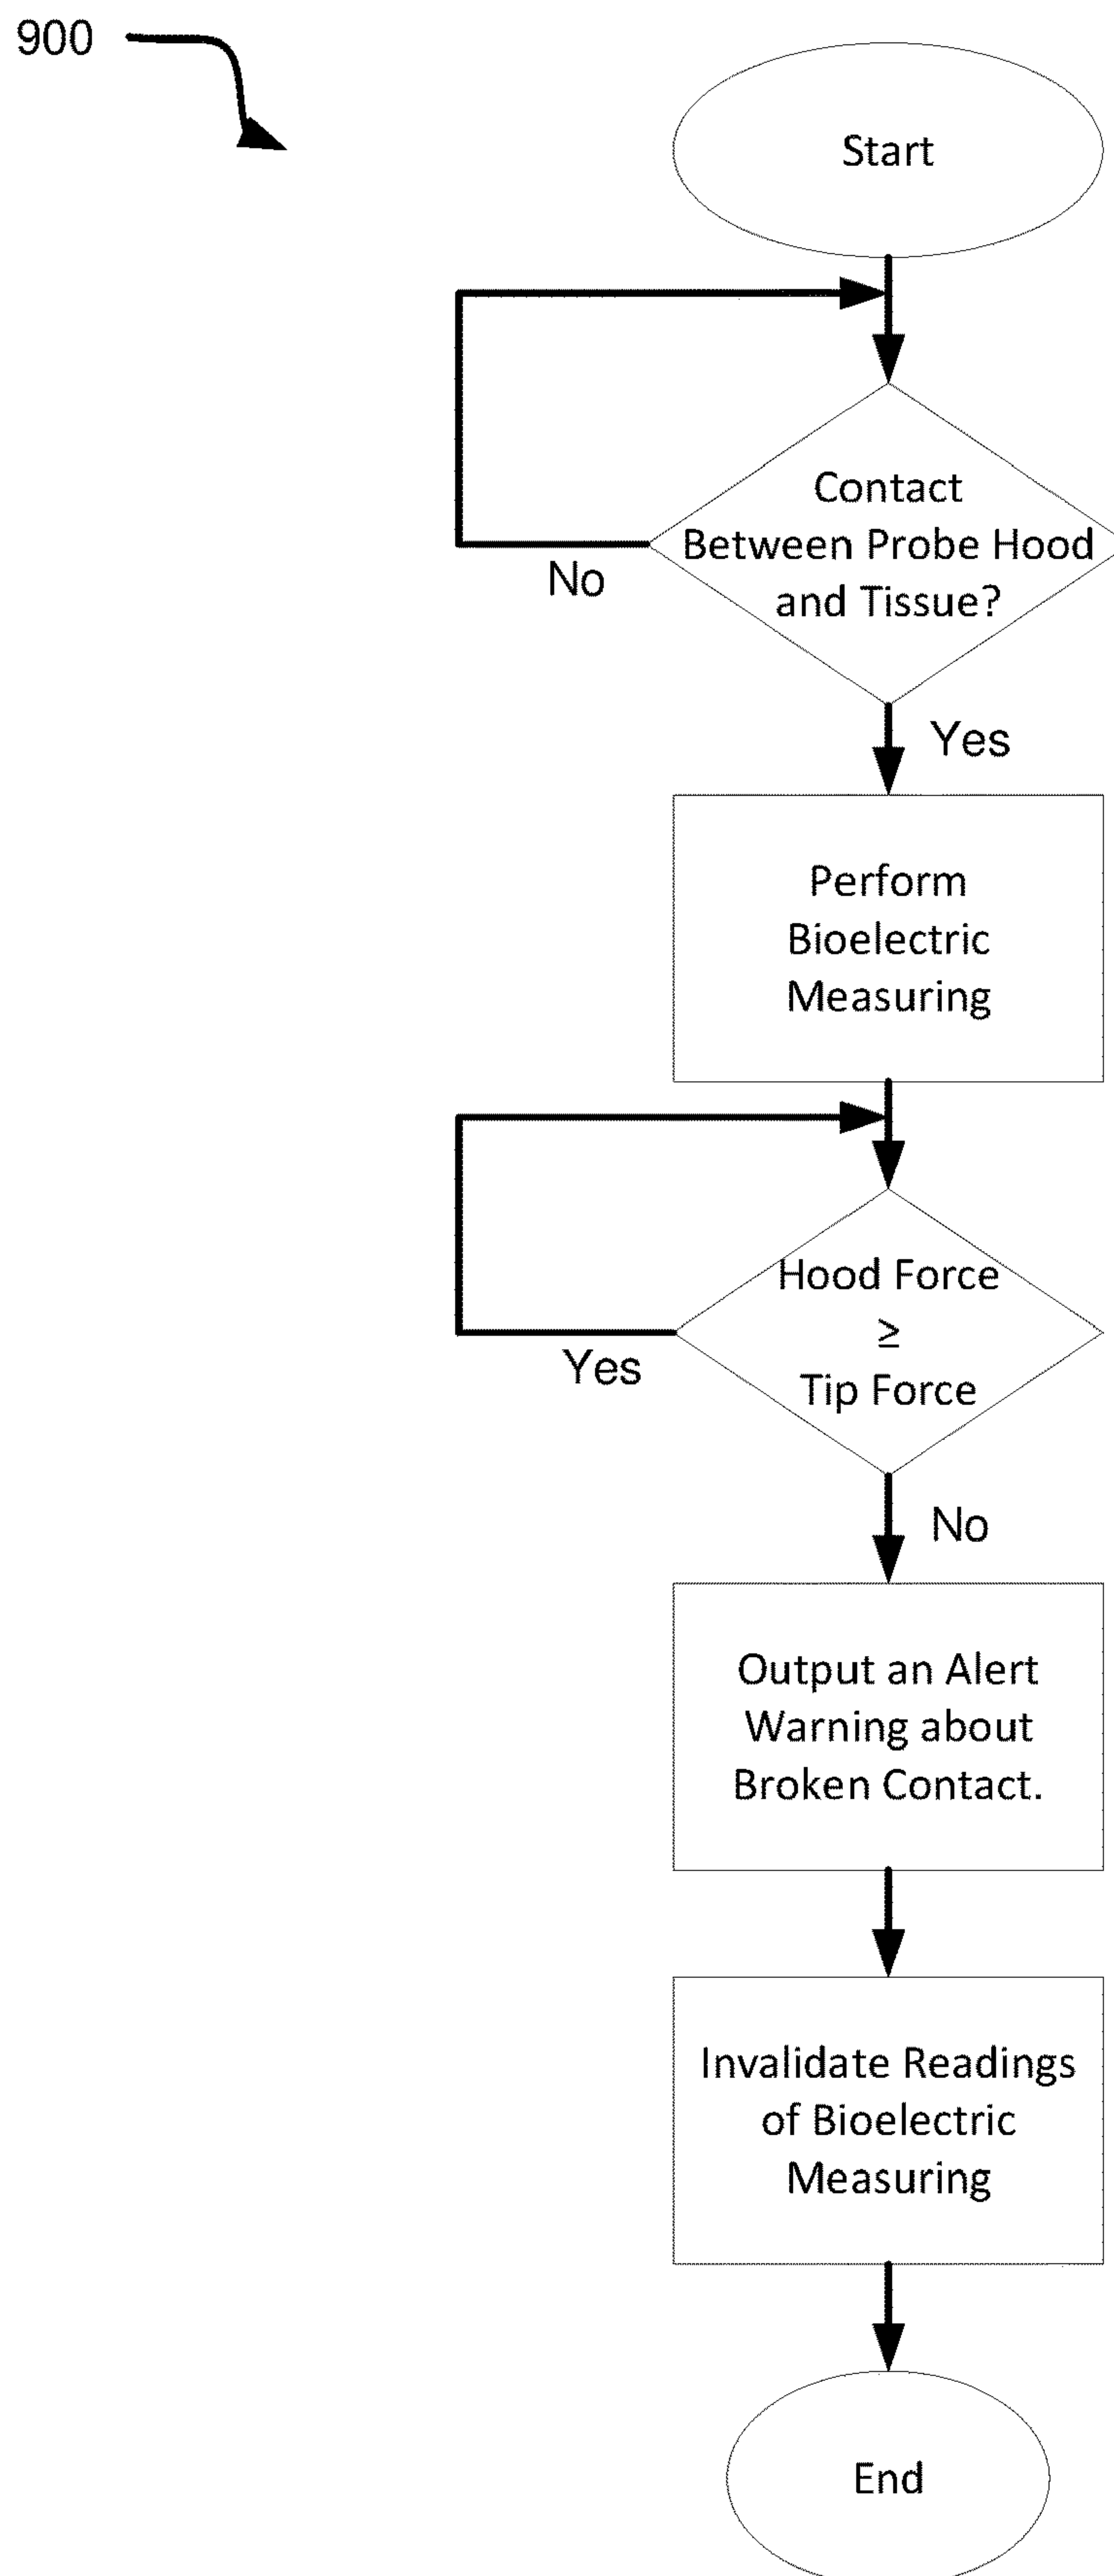 900
Start
Contact
Between Probe Hood
and Tissue?
No
Yes
Perform
Bioelectric
Measuring
Hood Force
≥
Tip Force
Yes
No
Output an Alert
Warning about
Broken Contact.
Invalidate Readings
of Bioelectric
Measuring
End